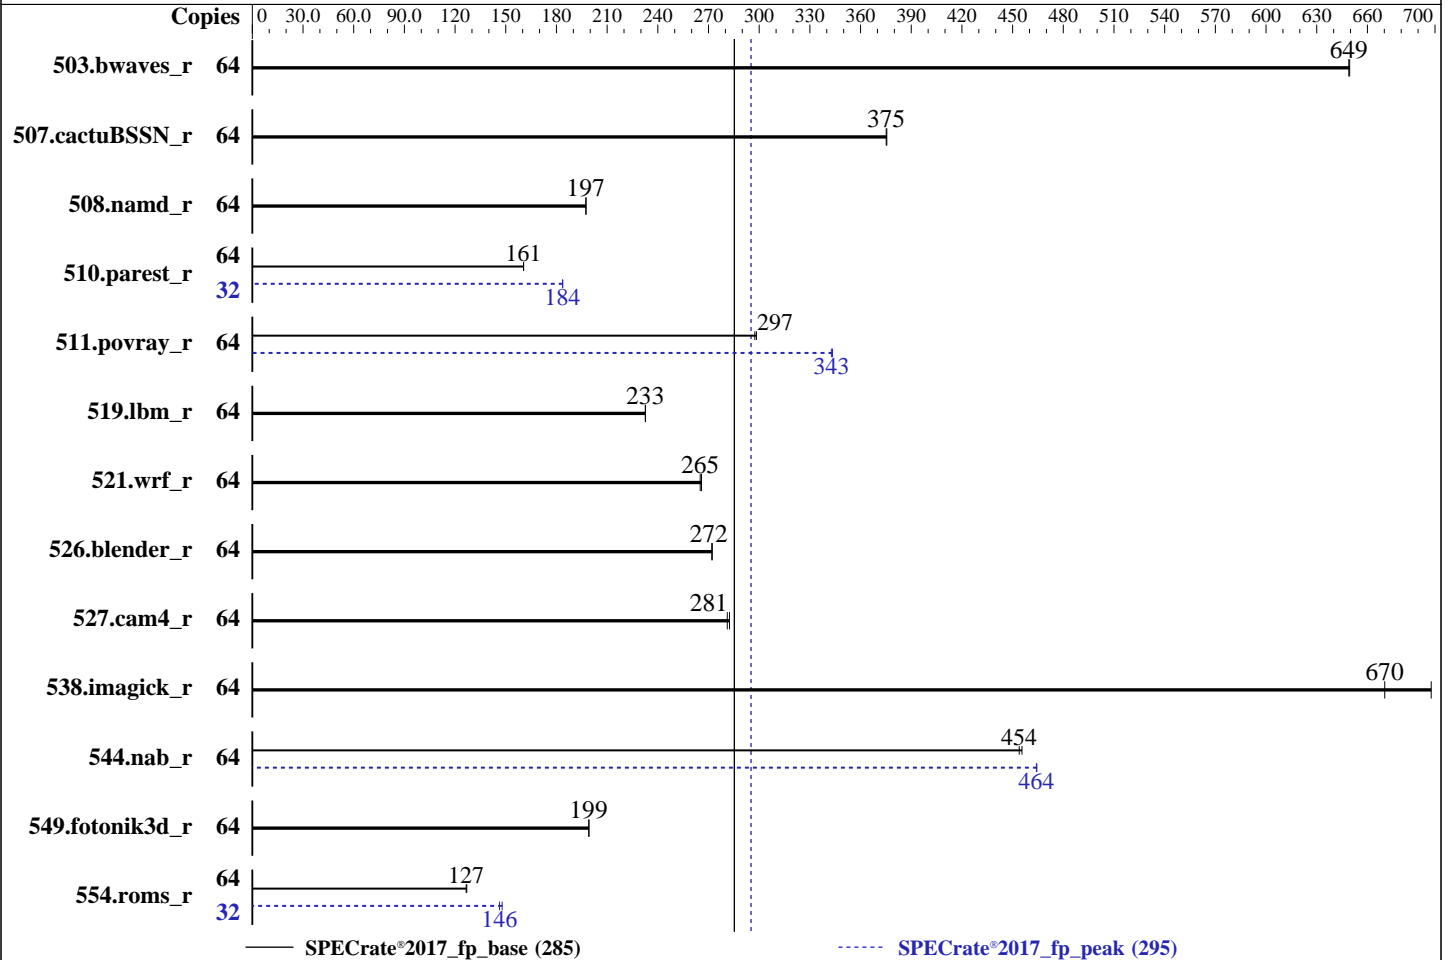 Copies 0 30.0 60.0 90.0 120 150 180 210 240 270 300 330 360 390 420 450 480 510 540 570 600 630 660 700
503.bwaves_r 64 649
507.cactuBSSN_r 64 375
508.namd_r 64 197
510.parest_r 64 161
32 184
511.povray_r 64 297
343
519.lbm_r 64 233
521.wrf_r 64 265
526.blender_r 64 272
527.cam4_r 64 281
538.imagick_r 64 670
544.nab_r 64 454
464
549.fotonik3d_r 64 199
554.roms_r 64 127
32 146
SPECrate®2017_fp_base (285) SPECrate®2017_fp_peak (295)